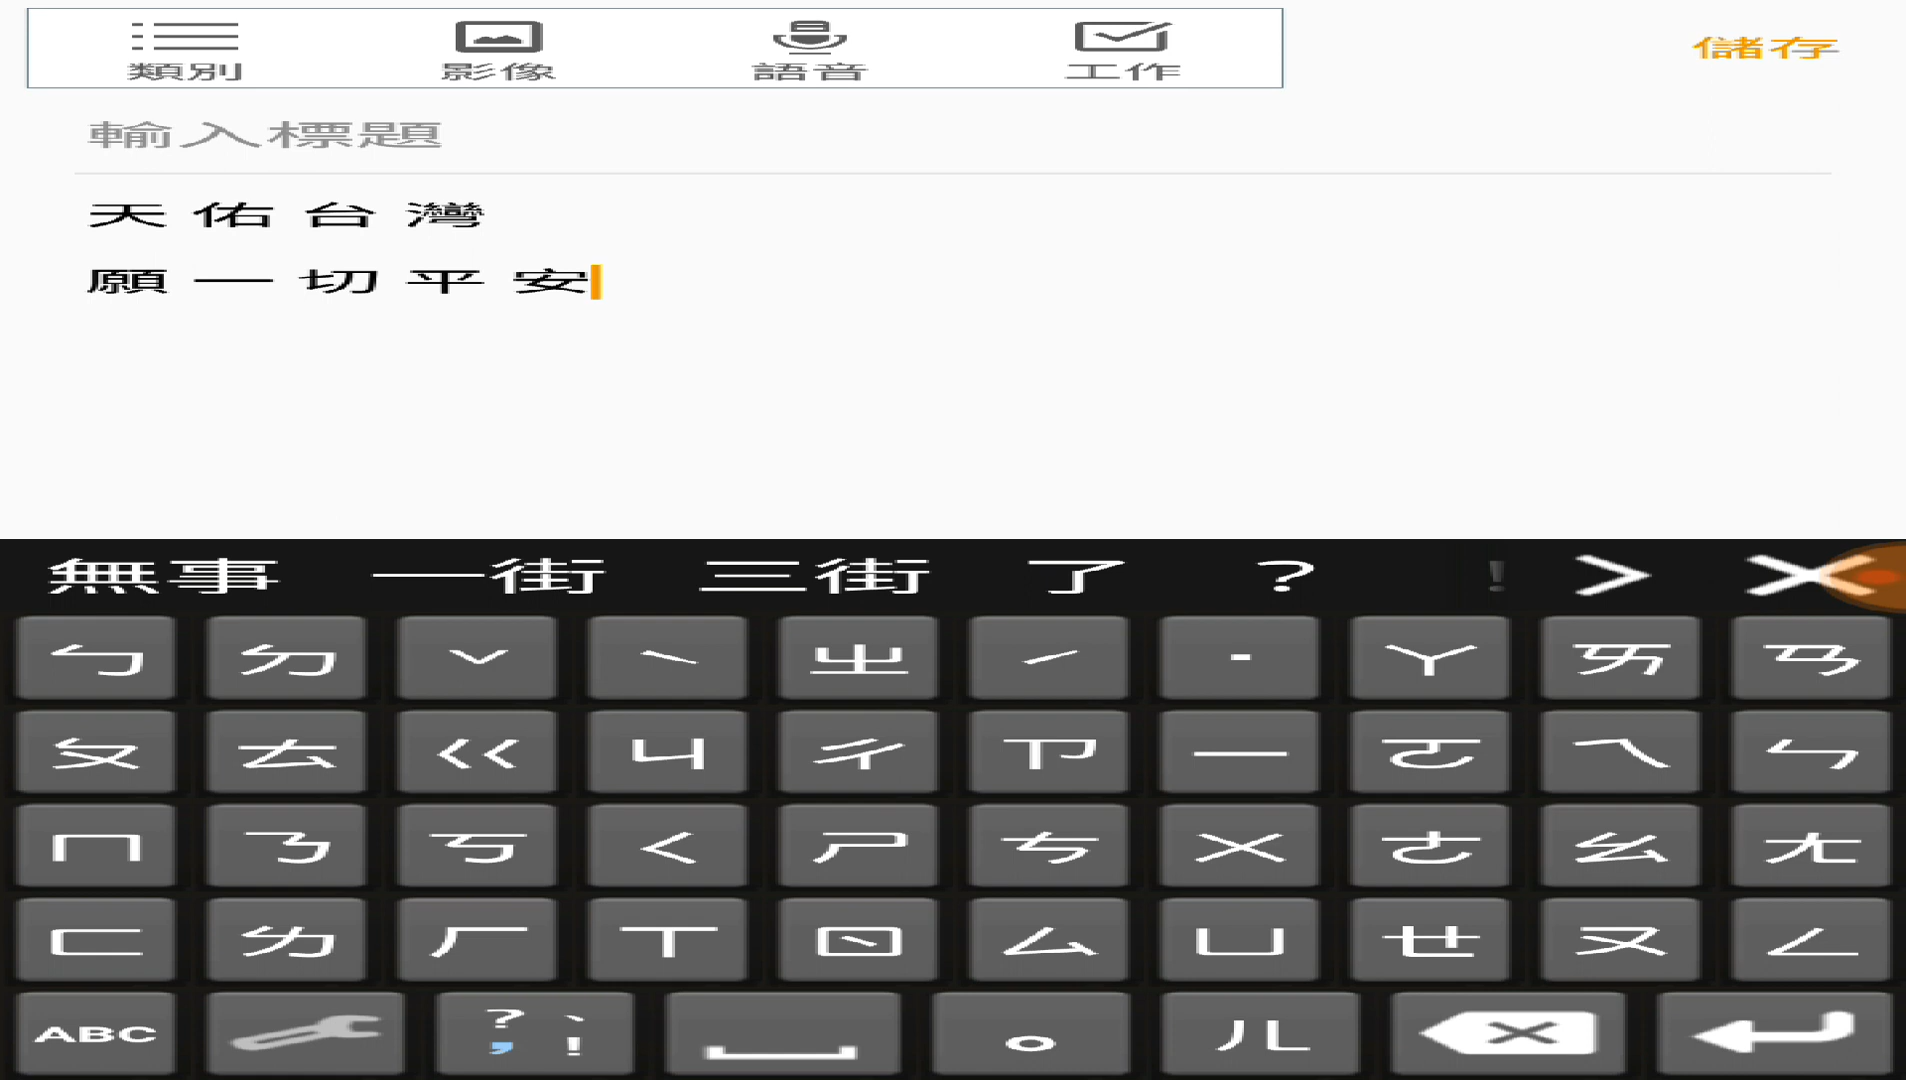 類別 影像 語音 工作 儲存
輸入標題
天佑台灣
願一切平安
無事 一街 三街 了 ? ! >
ㄅ ㄉ ˇ ˋ ㄓ ˊ ˙ ㄚ ㄞ ㄢ
ㄆ ㄊ ㄍ ㄐ ㄔ ㄗ ㄧ ㄛ ㄟ ㄣ
ㄇ ㄋ ㄎ ㄑ ㄕ ㄘ ㄨ ㄜ ㄠ ㄤ
ㄈ ㄌ ㄏ ㄒ ㄖ ㄙ ㄩ ㄝ ㄡ ㄥ
ABC ? 、 , ! 。 ㄦ